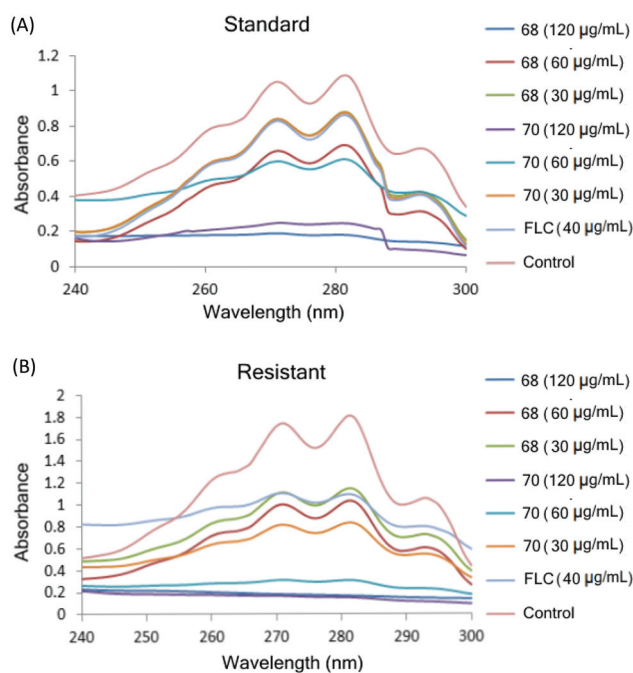 (A)
Standard
Absorbance
1.2
1
0.8
0.6
0.4
0.2
0
240 250 260 270 280 290 300
Wavelength (nm)
68 (120 µg/mL)
68 (60 µg/mL)
68 (30 µg/mL)
70 (120 µg/mL)
70 (60 µg/mL)
70 (30 µg/mL)
FLC (40 µg/mL)
Control
(B)
Resistant
Absorbance
2
1.8
1.6
1.4
1.2
1
0.8
0.6
0.4
0.2
0
240 250 260 270 280 290 300
Wavelength (nm)
68 (120 µg/mL)
68 (60 µg/mL)
68 (30 µg/mL)
70 (120 µg/mL)
70 (60 µg/mL)
70 (30 µg/mL)
FLC (40 µg/mL)
Control